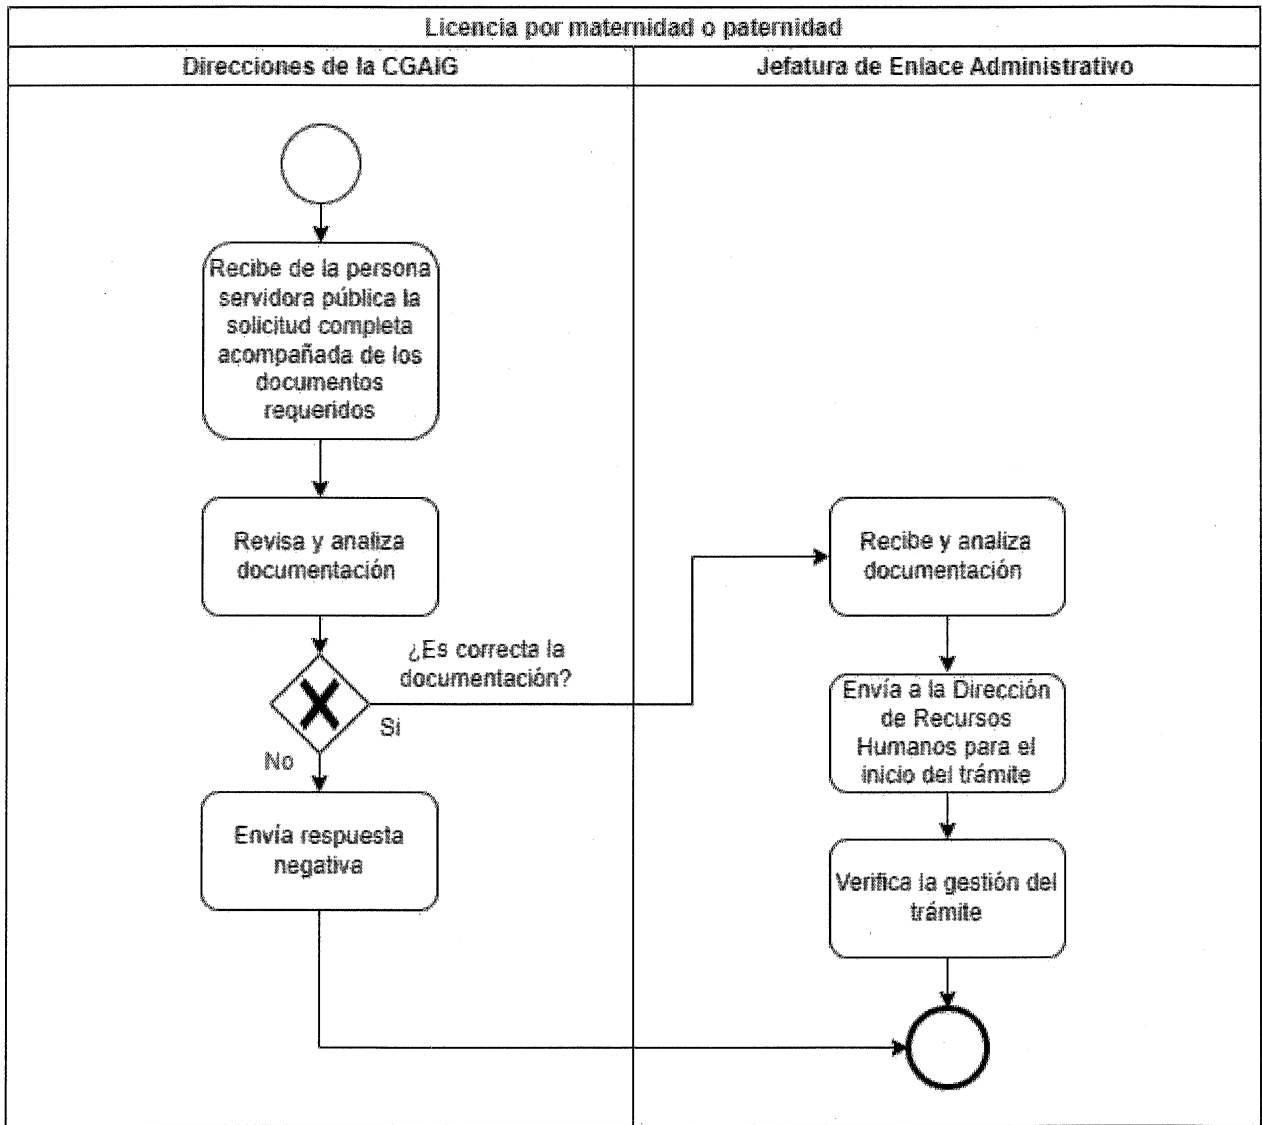 Licencia por maternidad o paternidad
Direcciones de la CGAIG
Jefatura de Enlace Administrativo
Recibe de la persona
servidora pública la
solicitud completa
acompañada de los
documentos
requeridos
Revisa y analiza
documentación
¿Es correcta la
documentación?
Si
No
Envía respuesta
negativa
Recibe y analiza
documentación
Envía a la Dirección
de Recursos
Humanos para el
inicio del trámite
Verifica la gestión del
trámite